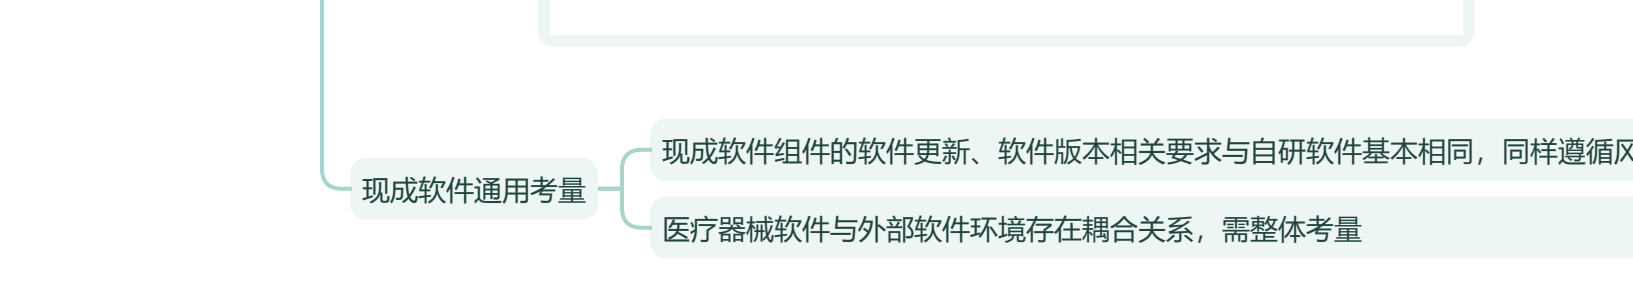 现成软件组件的软件更新、软件版本相关要求与自研软件基本相同，同样遵循风
现成软件通用考量
医疗器械软件与外部软件环境存在耦合关系，需整体考量